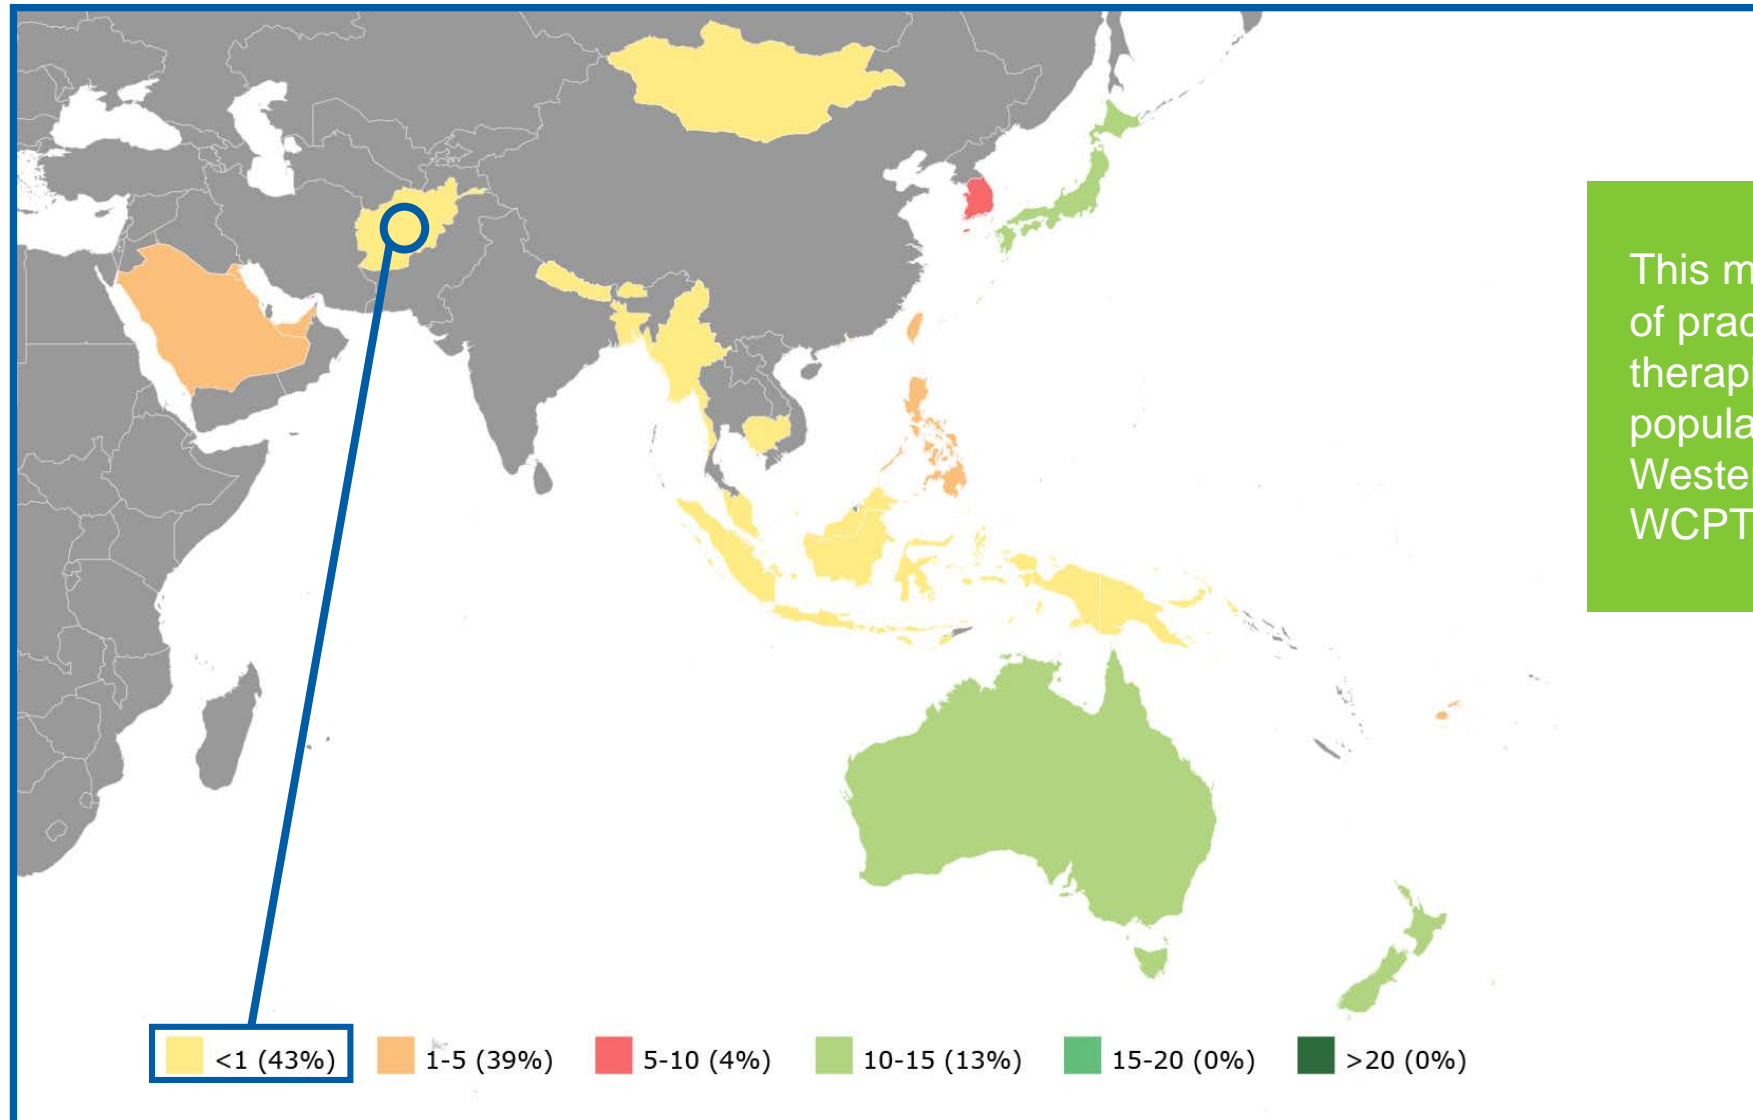 This m
of prac
therap
popula
Weste
WCPT
<1 (43%) 1-5 (39%) 5-10 (4%) 10-15 (13%) 15-20 (0%) >20 (0%)